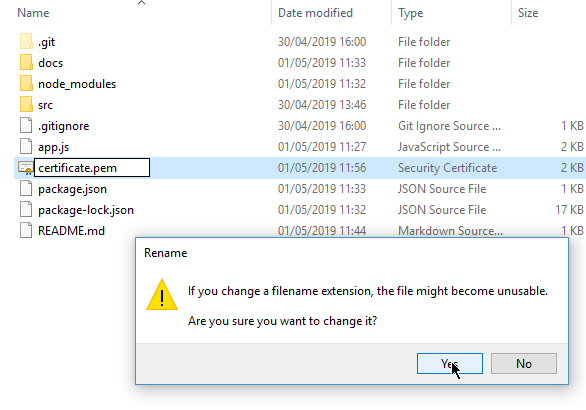 Name Date modified Type Size
.git 30/04/2019 16:00 File folder
docs 01/05/2019 11:33 File folder
node_modules 01/05/2019 11:32 File folder
src 30/04/2019 13:46 File folder
.gitignore 30/04/2019 16:00 Git Ignore Source ... 1 KB
app.js 01/05/2019 11:27 JavaScript Source ... 2 KB
certificate.pem 01/05/2019 11:56 Security Certificate 2 KB
package.json 01/05/2019 11:33 JSON Source File 1 KB
package-lock.json 01/05/2019 11:32 JSON Source File 17 KB
README.md 01/05/2019 11:44 Markdown Source... 1 KB
Rename
If you change a filename extension, the file might become unusable.
Are you sure you want to change it?
Yes No